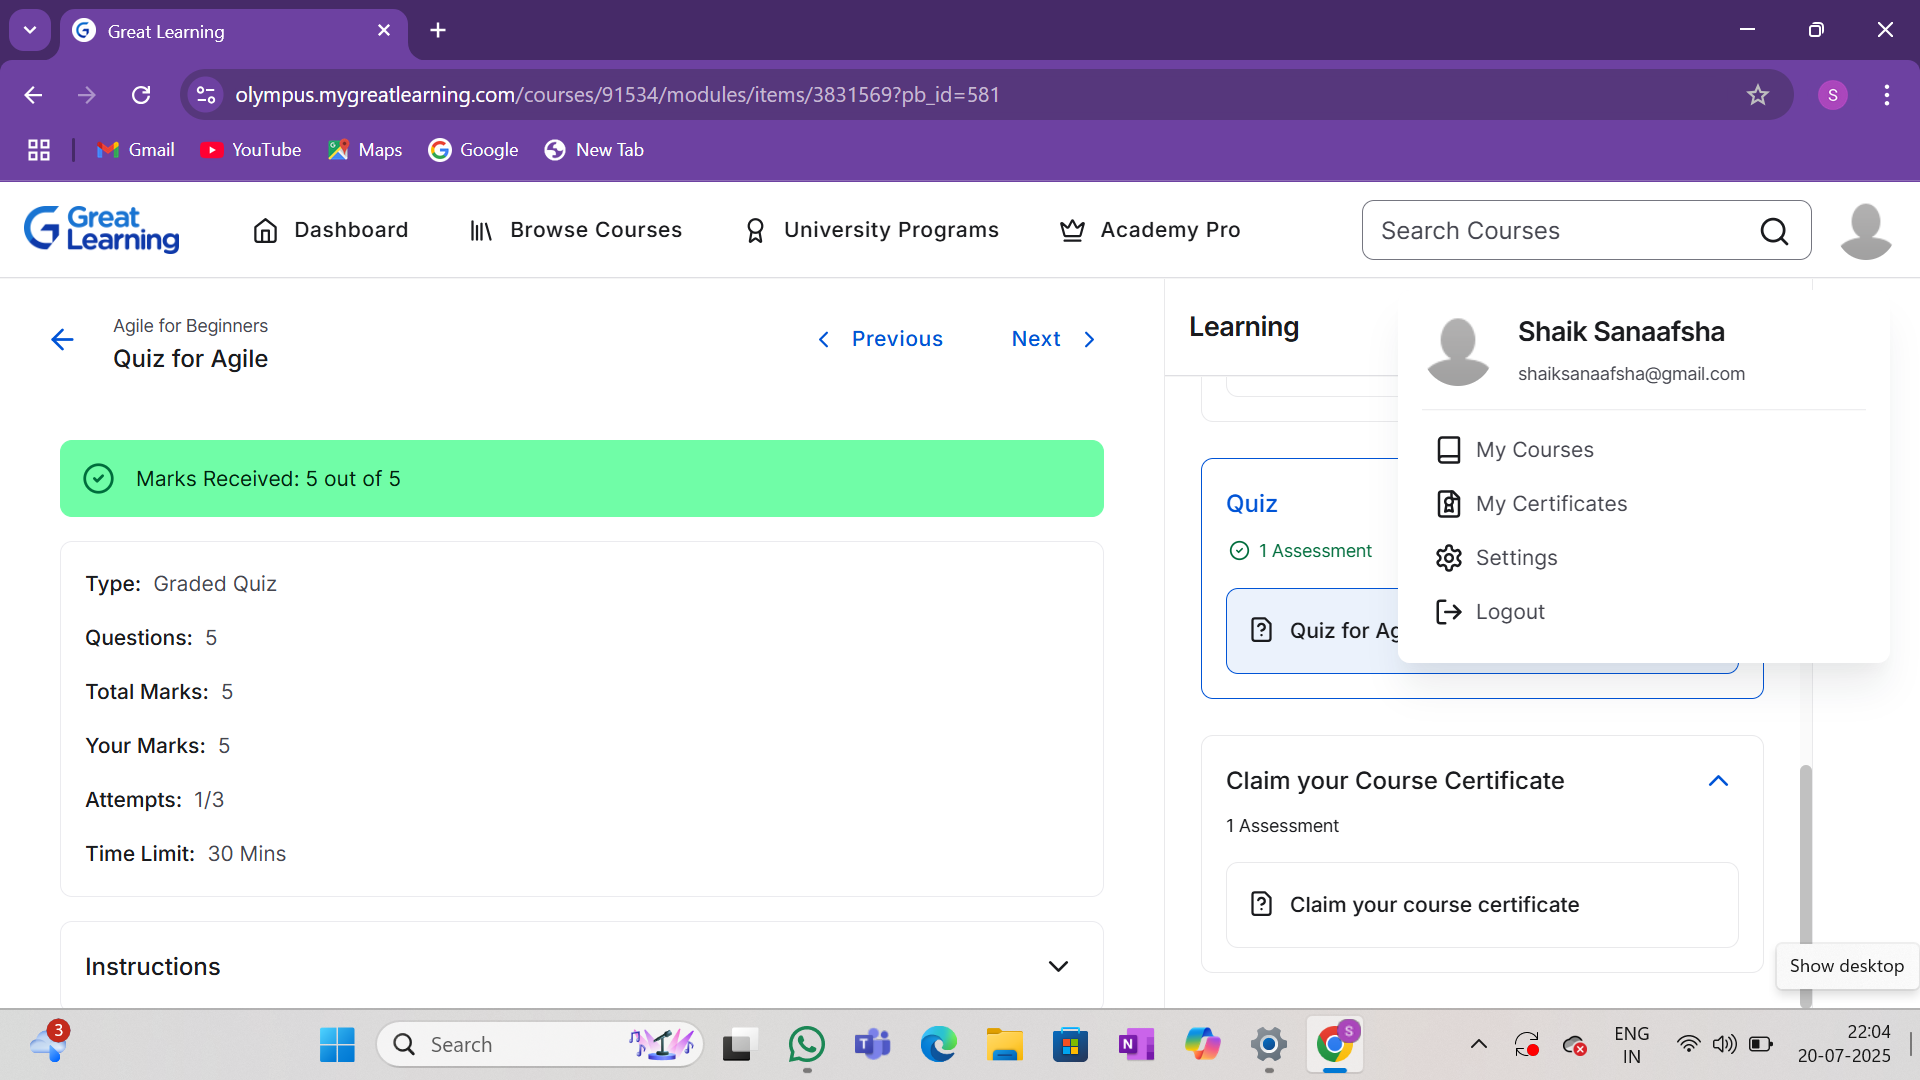 Great Learning
olympus.mygreatlearning.com/courses/91534/modules/items/3831569?pb_id=581
S
Gmail
YouTube
Maps
Google
New Tab
Great Learning
Dashboard
Browse Courses
University Programs
Academy Pro
Search Courses
Agile for Beginners
Quiz for Agile
Previous
Next
Marks Received: 5 out of 5
Type: Graded Quiz
Questions: 5
Total Marks: 5
Your Marks: 5
Attempts: 1/3
Time Limit: 30 Mins
Instructions
Learning
Shaik Sanaafsha
shaiksanaafsha@gmail.com
My Courses
My Certificates
Settings
Logout
Quiz
1 Assessment
Quiz for Ag
Claim your Course Certificate
1 Assessment
Claim your course certificate
Show desktop
3
Search
T
N
S
ENG
IN
22:04
20-07-2025